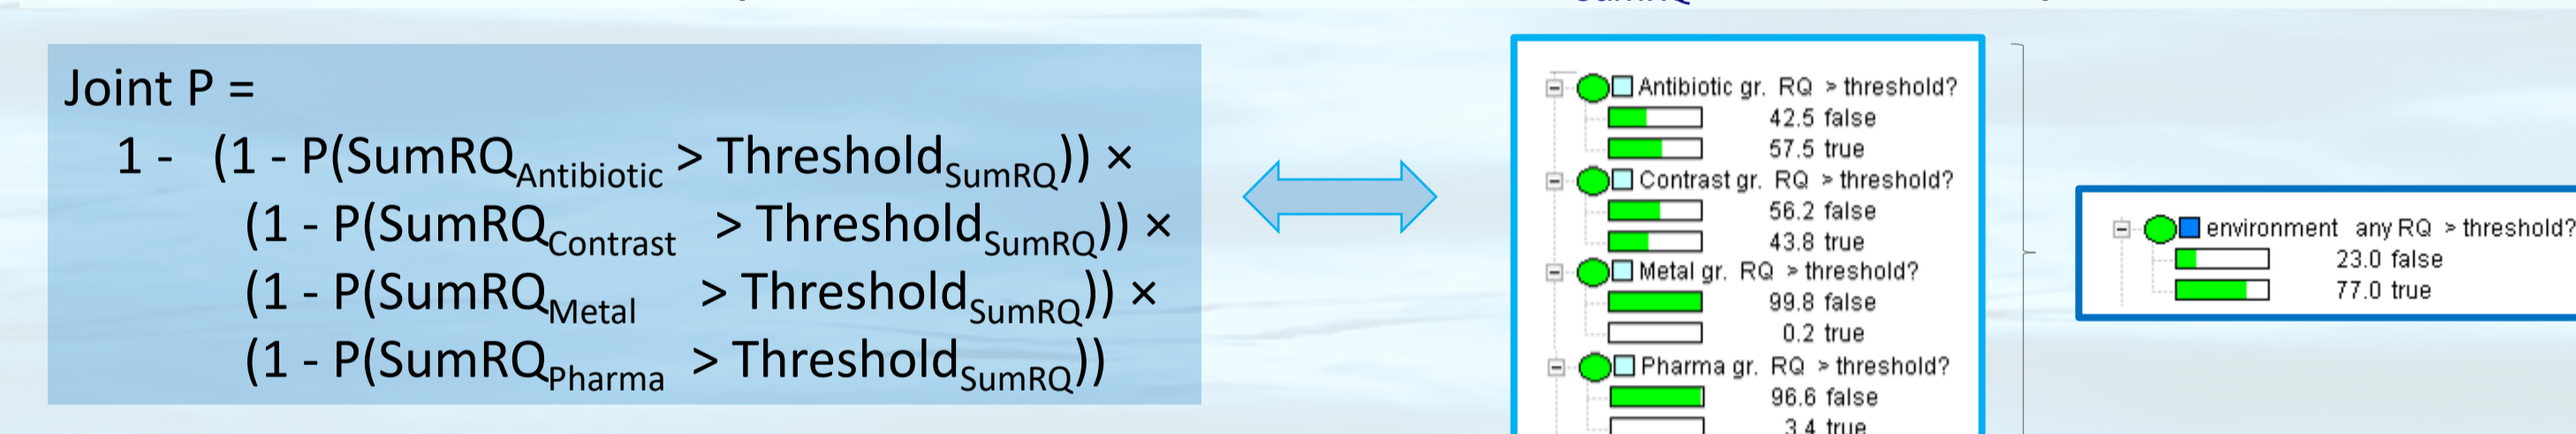 Joint P =
1 - (1 - P(SumRQAntibiotic > ThresholdSumRQ)) ×
(1 - P(SumRQContrast > ThresholdSumRQ)) ×
(1 - P(SumRQMetal > ThresholdSumRQ)) ×
(1 - P(SumRQPharma > ThresholdSumRQ))
Antibiotic gr. RQ > threshold?
42.5 false
57.5 true
Contrast gr. RQ > threshold?
56.2 false
43.8 true
Metal gr. RQ > threshold?
99.8 false
0.2 true
Pharma gr. RQ > threshold?
96.6 false
3.4 true
environment any RQ > threshold?
23.0 false
77.0 true